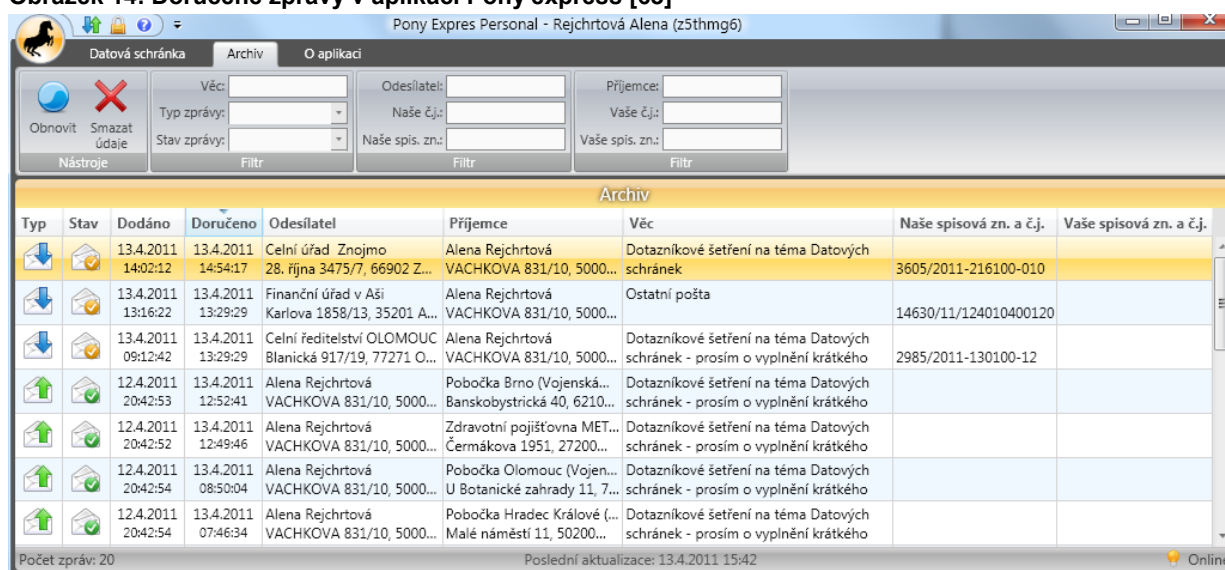 Obrázek 14: Doručené zprávy v aplikaci Pony express [65]
Pony Expres Personal - Rejchrtová Alena (z5thmg6)
Datová schránka Archiv O aplikaci
Věc: Odesílatel: Příjemce:
Typ zprávy: Naše č.j.: Vaše č.j.:
Obnovit Smazat údaje Stav zprávy: Naše spis. zn.: Vaše spis. zn.:
Nástroje Filtr Filtr Filtr
Archiv
Typ Stav Dodáno Doručeno Odesílatel Příjemce Věc Naše spisová zn. a č.j. Vaše spisová zn. a č.j.
13.4.2011 13.4.2011 Celní úřad Znojmo Alena Rejchrtová Dotazníkové šetření na téma Datových
14:02:12 14:54:17 28. října 3475/7, 66902 Z... VACHKOVA 831/10, 5000... schránek 3605/2011-216100-010
13.4.2011 13.4.2011 Finanční úřad v Aši Alena Rejchrtová Ostatní pošta
13:16:22 13:29:29 Karlova 1858/13, 35201 A... VACHKOVA 831/10, 5000... 14630/11/124010400120
13.4.2011 13.4.2011 Celní ředitelství OLOMOUC Alena Rejchrtová Dotazníkové šetření na téma Datových
09:12:42 13:29:29 Blanická 917/19, 77271 O... VACHKOVA 831/10, 5000... schránek - prosím o vyplnění krátkého 2985/2011-130100-12
12.4.2011 13.4.2011 Alena Rejchrtová Pobočka Brno (Vojenská... Dotazníkové šetření na téma Datových
20:42:53 12:52:41 VACHKOVA 831/10, 5000... Banskobystrická 40, 6210... schránek - prosím o vyplnění krátkého
12.4.2011 13.4.2011 Alena Rejchrtová Zdravotní pojišťovna MET... Dotazníkové šetření na téma Datových
20:42:52 12:49:46 VACHKOVA 831/10, 5000... Čermákova 1951, 27200... schránek - prosím o vyplnění krátkého
12.4.2011 13.4.2011 Alena Rejchrtová Pobočka Olomouc (Vojen... Dotazníkové šetření na téma Datových
20:42:54 08:50:04 VACHKOVA 831/10, 5000... U Botanické zahrady 11, 7... schránek - prosím o vyplnění krátkého
12.4.2011 13.4.2011 Alena Rejchrtová Pobočka Hradec Králové (... Dotazníkové šetření na téma Datových
20:42:54 07:46:34 VACHKOVA 831/10, 5000... Malé náměstí 11, 50200... schránek - prosím o vyplnění krátkého
Počet zpráv: 20 Poslední aktualizace: 13.4.2011 15:42 Online